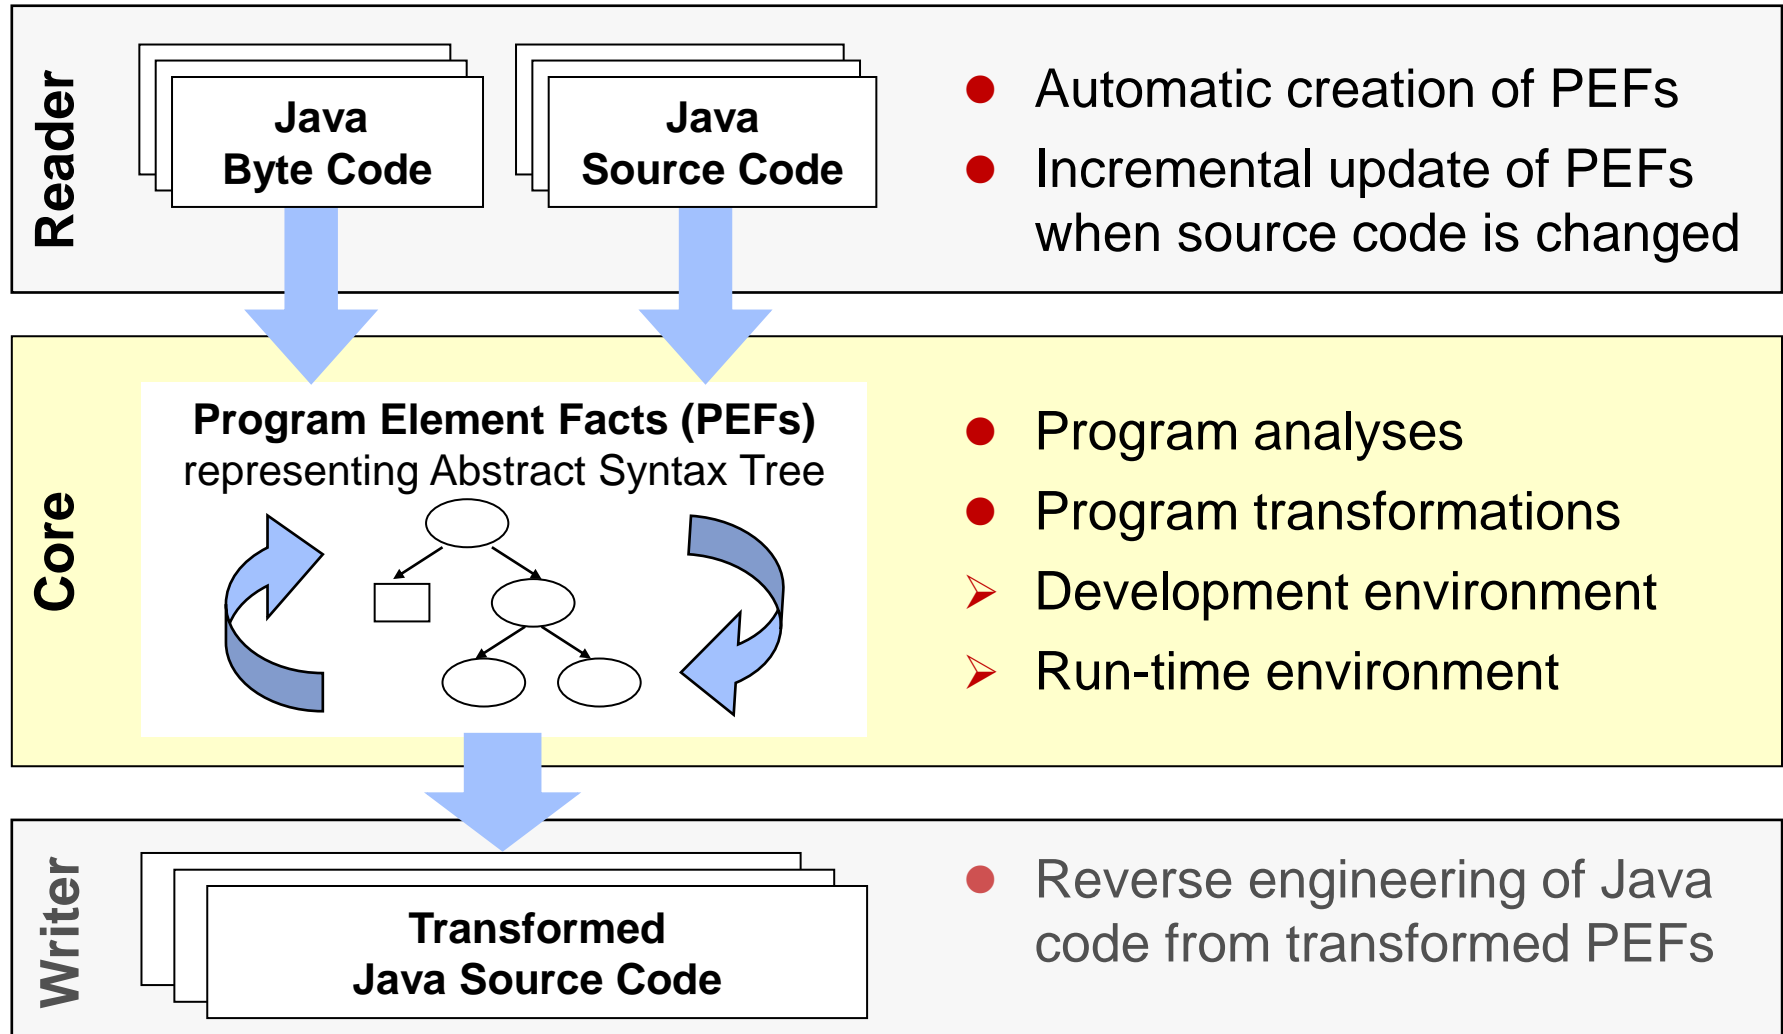 Reader
Java
Byte Code
Java
Source Code
Automatic creation of PEFs
Incremental update of PEFs
when source code is changed
Core
Program Element Facts (PEFs)
representing Abstract Syntax Tree
Program analyses
Program transformations
Development environment
Run-time environment
Writer
Transformed
Java Source Code
Reverse engineering of Java
code from transformed PEFs